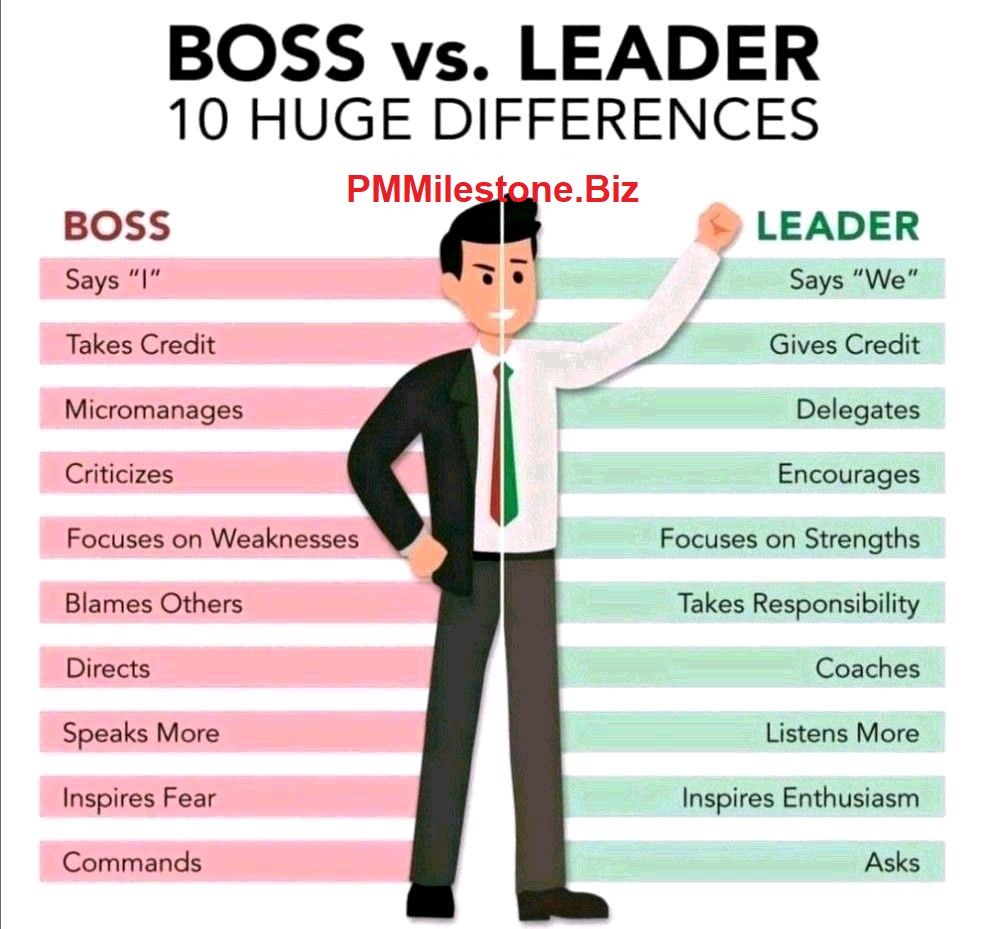 BOSS vs. LEADER
10 HUGE DIFFERENCES
PMMilestone.Biz
BOSS
LEADER
Says “I”
Says “We”
Takes Credit
Gives Credit
Micromanages
Delegates
Criticizes
Encourages
Focuses on Weaknesses
Focuses on Strengths
Blames Others
Takes Responsibility
Directs
Coaches
Speaks More
Listens More
Inspires Fear
Inspires Enthusiasm
Commands
Asks